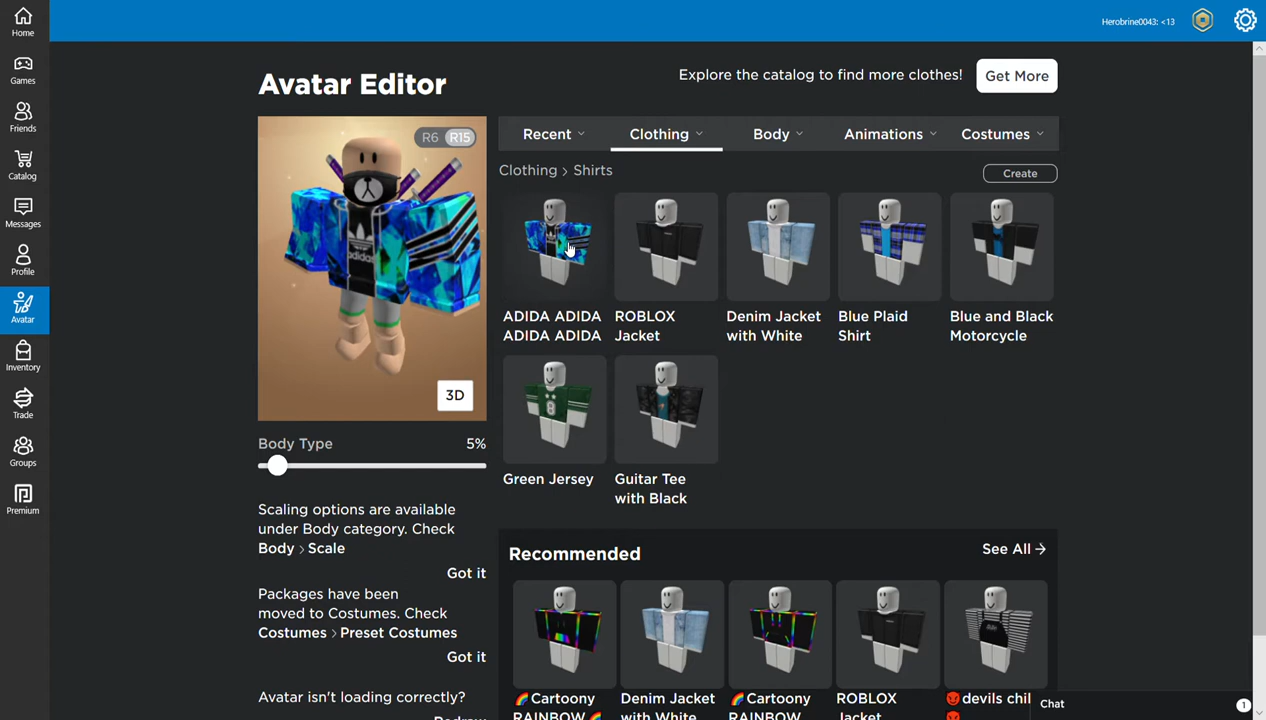 Home
Games
Friends
Catalog
Messages
Profile
Avatar
Inventory
Trade
Groups
Premium
Herobrine0043: <13
Avatar Editor
Explore the catalog to find more clothes!
Get More
R6 R15
adidas
3D
Body Type 5%
Scaling options are available
under Body category. Check
Body > Scale
Got it
Packages have been
moved to Costumes. Check
Costumes > Preset Costumes
Got it
Avatar isn't loading correctly?
Redraw
Recent Clothing Body Animations Costumes
Clothing > Shirts
Create
ADIDA ADIDA
ADIDA ADIDA
ROBLOX
Jacket
Denim Jacket
with White
Blue Plaid
Shirt
Blue and Black
Motorcycle
8
Green Jersey
Guitar Tee
with Black
Recommended
See All →
🌈Cartoony
RAINBOW🌈
Denim Jacket
with White
🌈Cartoony
RAINBOW
ROBLOX
Jacket
👿devils chil
Chat 1